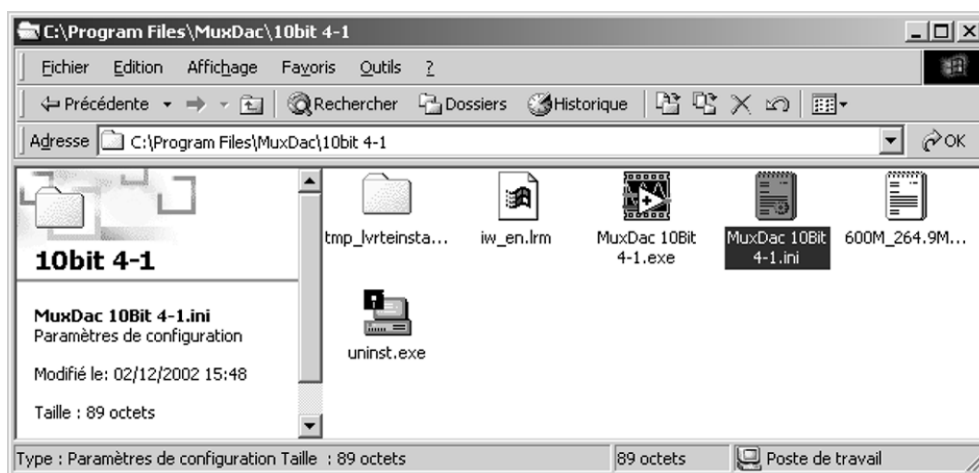 C:\Program Files\MuxDac\10bit 4-1
Fichier Edition Affichage Favoris Outils ?
Précédente Rechercher Dossiers Historique
Adresse C:\Program Files\MuxDac\10bit 4-1 OK
10bit 4-1
MuxDac 10Bit 4-1.ini
Paramètres de configuration
Modifié le: 02/12/2002 15:48
Taille : 89 octets
tmp_lvrteinsta...
iw_en.lrm
MuxDac 10Bit
4-1.exe
MuxDac 10Bit
4-1.ini
600M_264.9M...
uninst.exe
Type : Paramètres de configuration Taille : 89 octets 89 octets Poste de travail